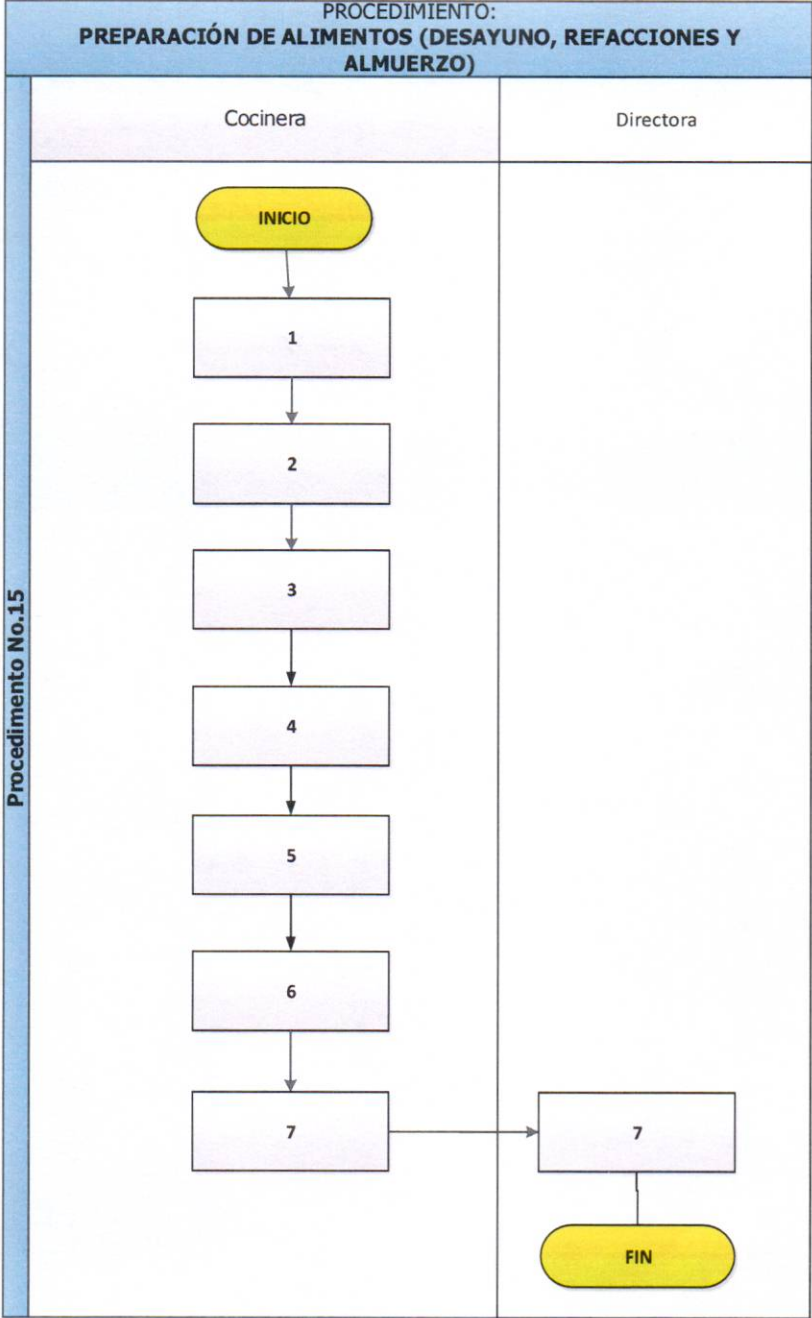 PROCEDIMIENTO:
PREPARACIÓN DE ALIMENTOS (DESAYUNO, REFACCIONES Y
ALMUERZO)
Procedimento No.15
Cocinera
Directora
INICIO
1
2
3
4
5
6
7
7
FIN